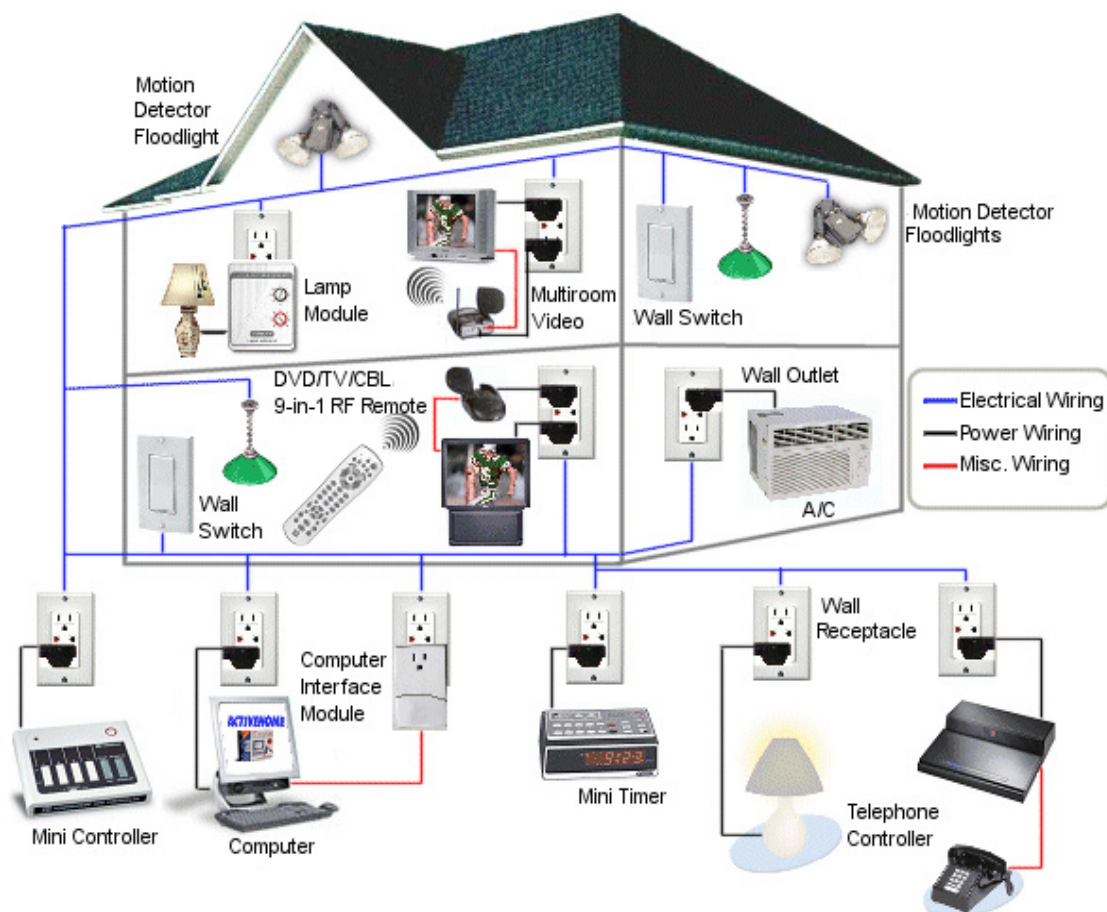 Motion
Detector
Floodlight
Motion Detector
Floodlights
Lamp
Module
Multiroom
Video
Wall Switch
DVD/TV/CBL
9-in-1 RF Remote
Wall Outlet
Electrical Wiring
Power Wiring
Misc. Wiring
Wall
Switch
A/C
Computer
Interface
Module
Wall
Receptacle
ACTIVEHOME
Mini Controller
Computer
Mini Timer
Telephone
Controller